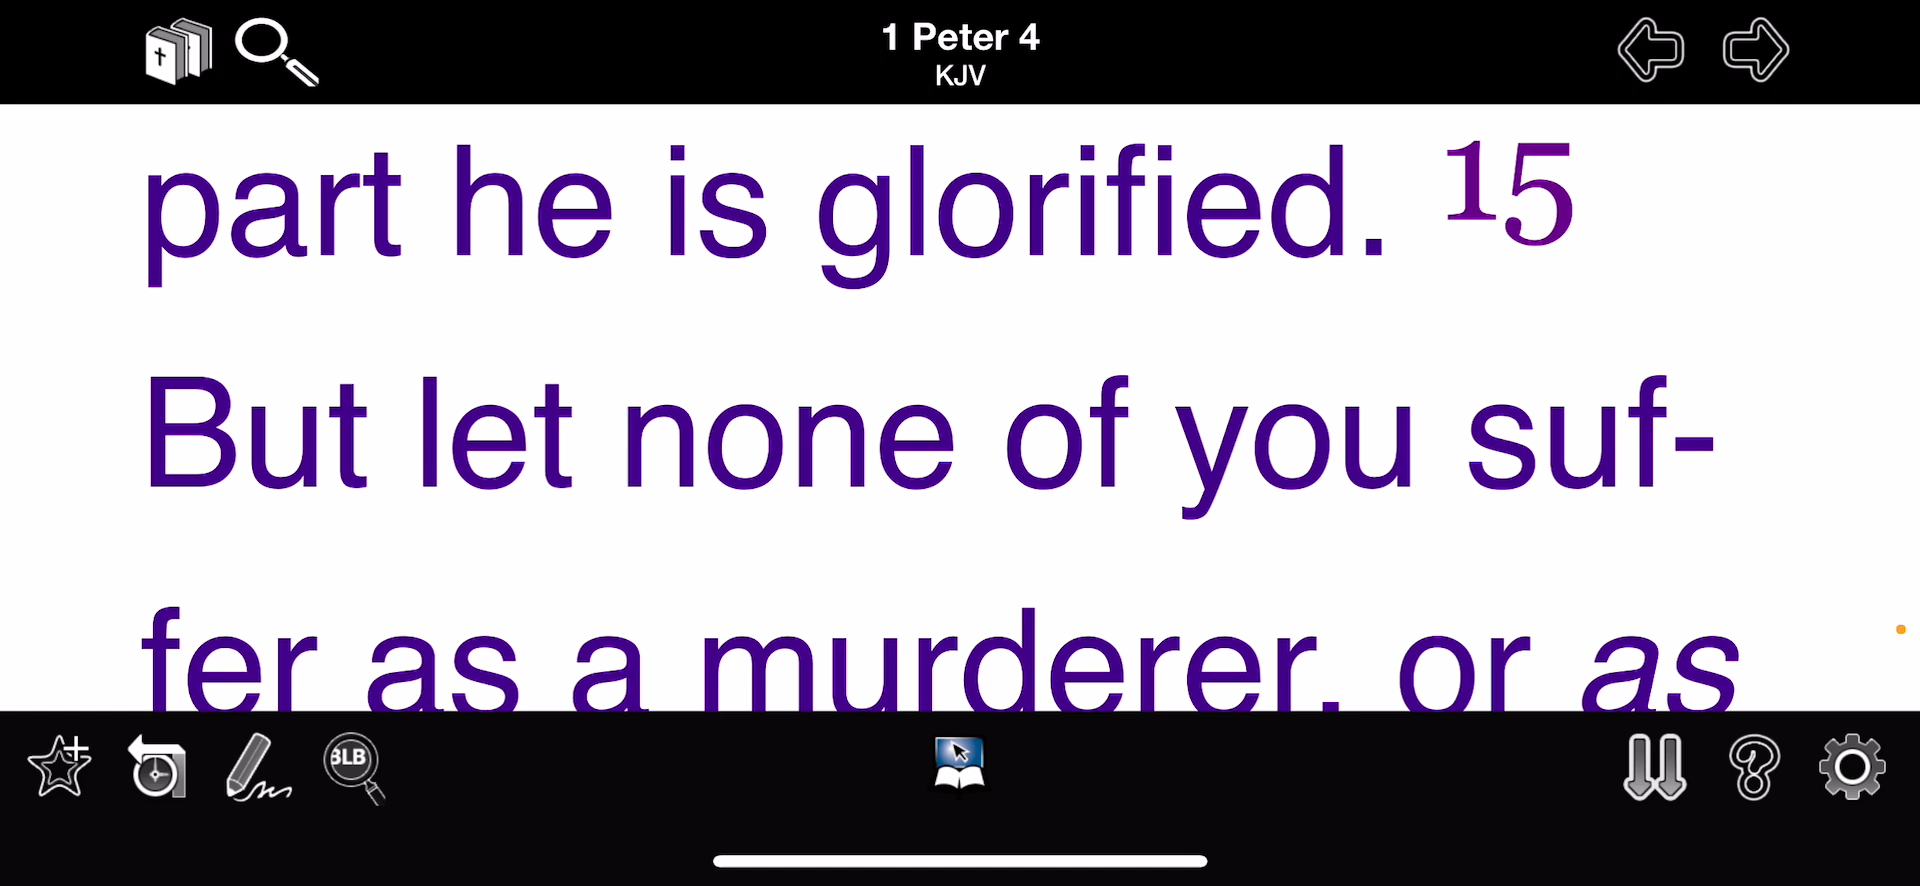 1 Peter 4
KJV
part he is glorified. 15
But let none of you suf-
fer as a murderer, or as
BLB